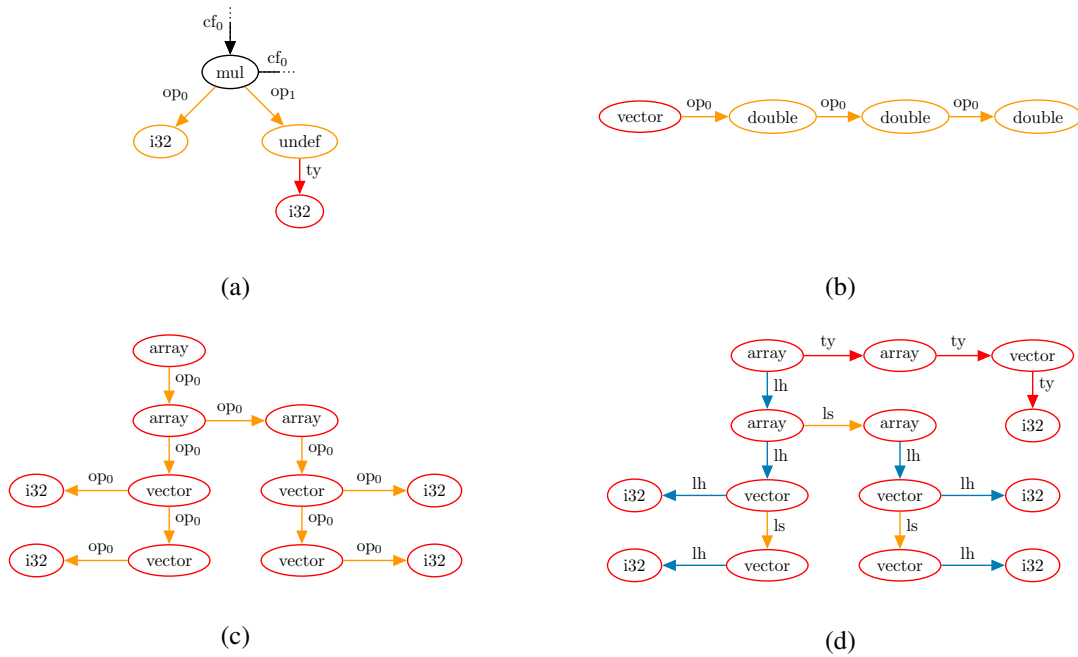 cf₀
mul
cf₀
op₀
op₁
i32
undef
ty
i32
(a)
vector
op₀
double
op₀
double
op₀
double
(b)
array
op₀
array
op₀
array
op₀
op₀
i32
op₀
vector
vector
op₀
i32
op₀
op₀
i32
op₀
vector
vector
op₀
i32
(c)
array
ty
array
ty
vector
lh
ty
array
ls
array
i32
lh
lh
i32
lh
vector
vector
lh
i32
ls
ls
i32
lh
vector
vector
lh
i32
(d)